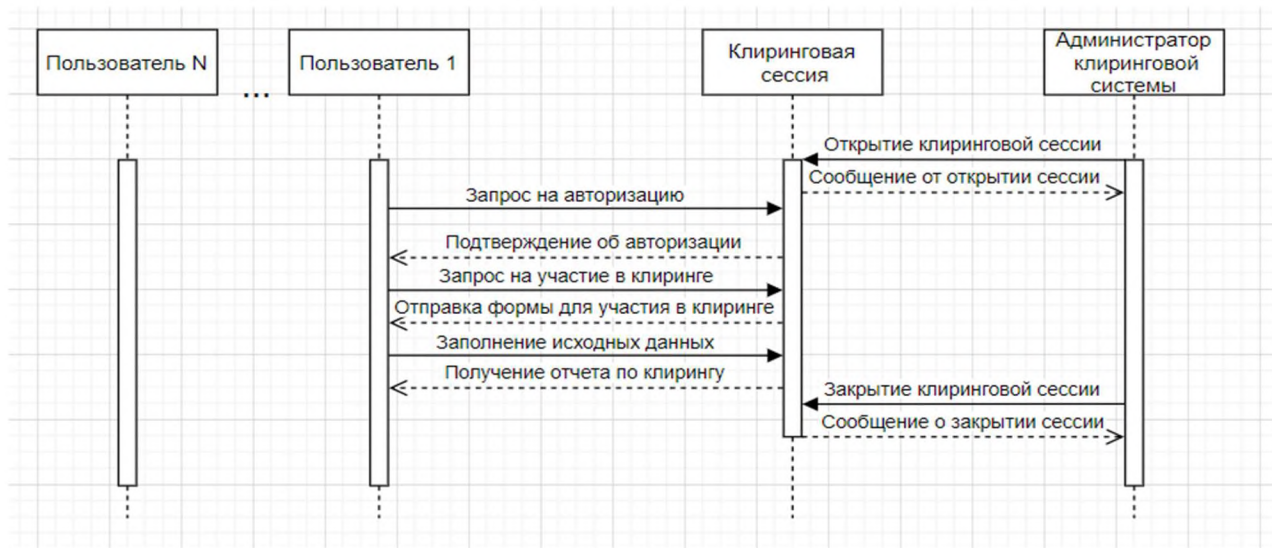 Пользователь N
...
Пользователь 1
Клиринговая
сессия
Администратор
клиринговой
системы
Открытие клиринговой сессии
Сообщение от открытии сессии
Запрос на авторизацию
Подтверждение об авторизации
Запрос на участие в клиринге
Отправка формы для участия в клиринге
Заполнение исходных данных
Получение отчета по клирингу
Закрытие клиринговой сессии
Сообщение о закрытии сессии